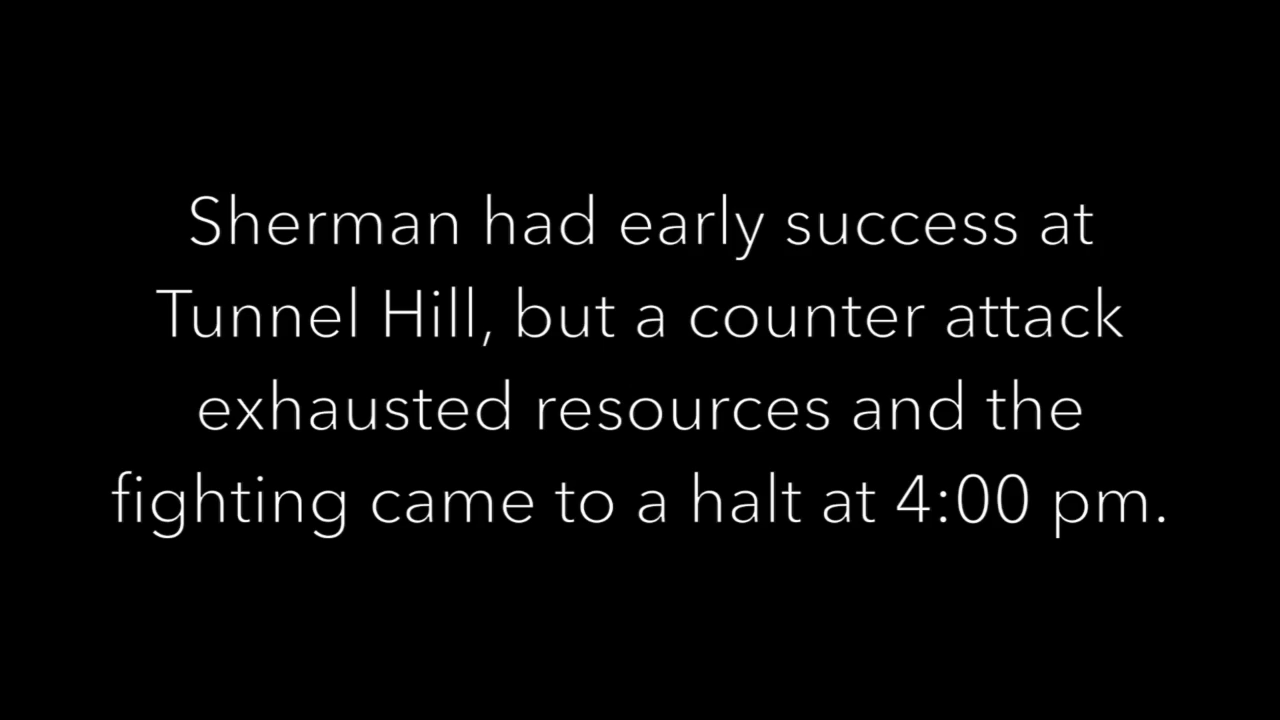 Sherman had early success at
Tunnel Hill, but a counter attack
exhausted resources and the
fighting came to a halt at 4:00 pm.